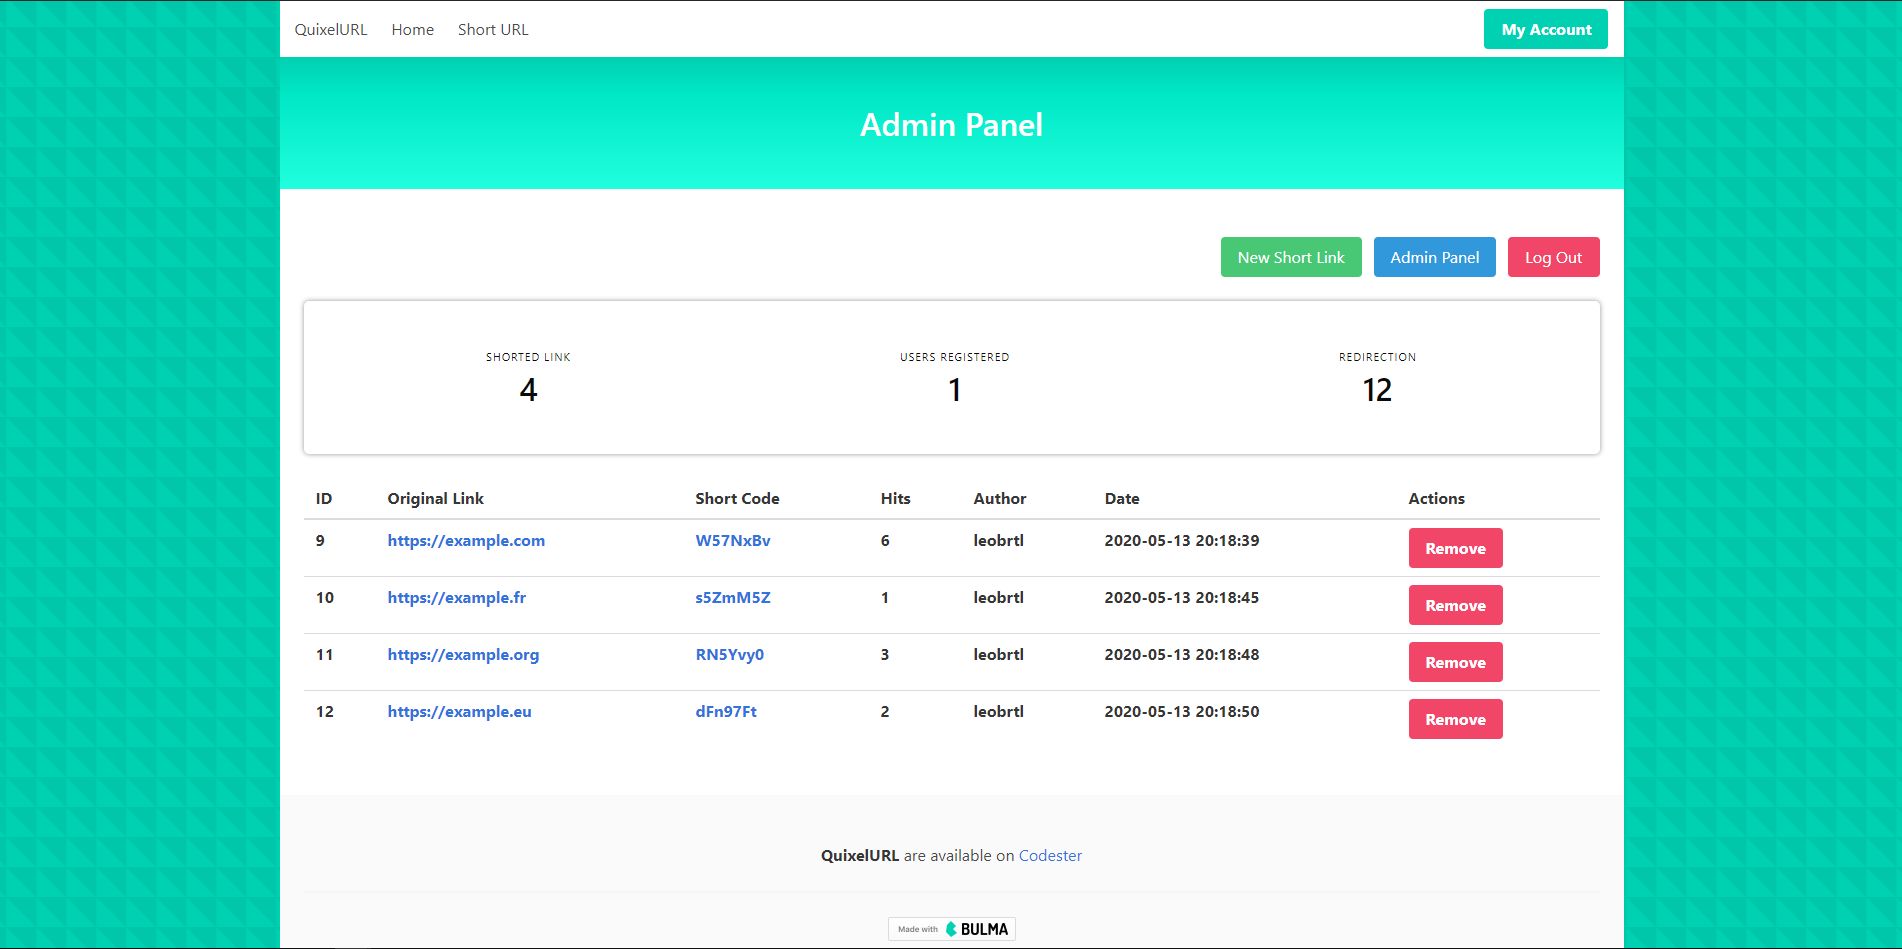 QuixelURL Home Short URL My Account
Admin Panel
New Short Link Admin Panel Log Out
SHORTED LINK USERS REGISTERED REDIRECTION
4 1 12
ID Original Link Short Code Hits Author Date Actions
9 https://example.com W57NxBv 6 leobrtl 2020-05-13 20:18:39 Remove
10 https://example.fr s5ZmM5Z 1 leobrtl 2020-05-13 20:18:45 Remove
11 https://example.org RN5Yvy0 3 leobrtl 2020-05-13 20:18:48 Remove
12 https://example.eu dFn97Ft 2 leobrtl 2020-05-13 20:18:50 Remove
QuixelURL are available on Codester
Made with BULMA